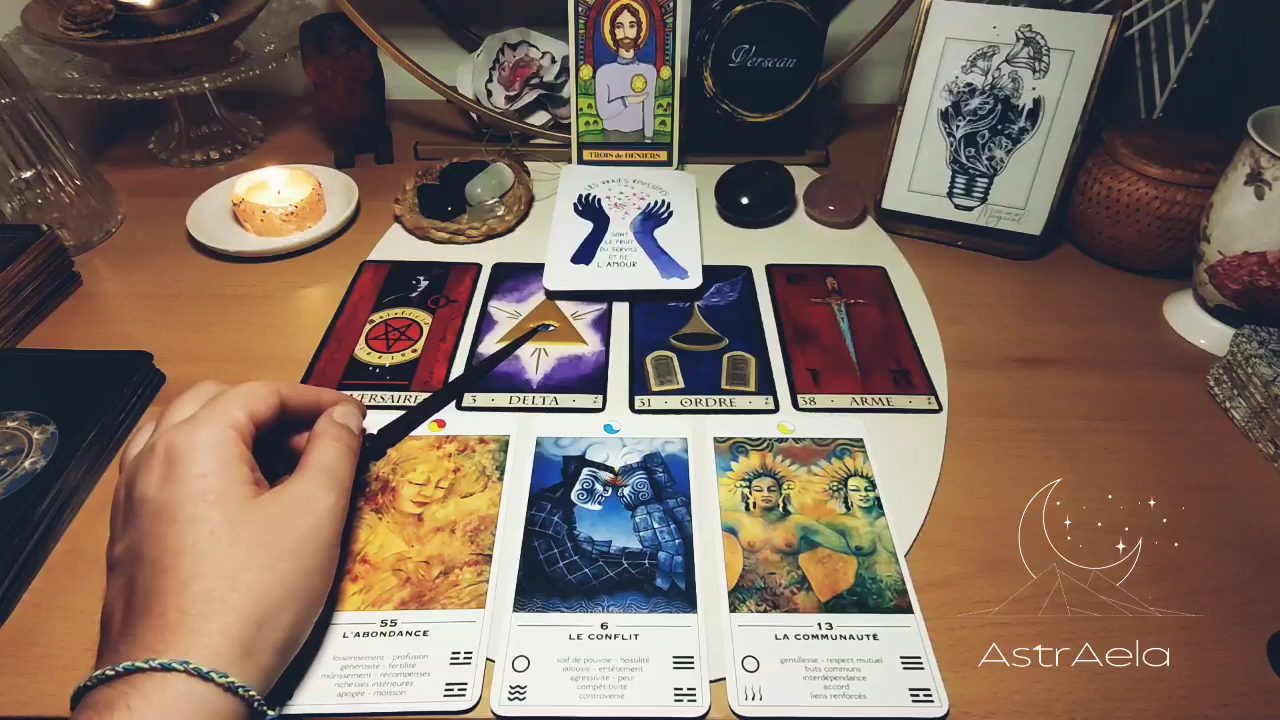 Verseau
TROIS de DENIERS
LES VRAIES RÉUSSITES
SONT
LE FRUIT
DU SERVICE
ET DE
L'AMOUR
Magical
VERSAIRE
3 · DELTA ·
31 · ORDRE ·
38 · ARME ·
55
L'ABONDANCE
foisonnement - profusion
générosité - fertilité
mûrissement - récompenses
richesses intérieures
apogée - moisson
6
LE CONFLIT
soif de pouvoir - hostilité
jalousie - entêtement
agressivité - peur
compétitivité
controverse
13
LA COMMUNAUTÉ
gentillesse - respect mutuel
buts communs
interdépendance
accord
liens renforcés
AstrAela